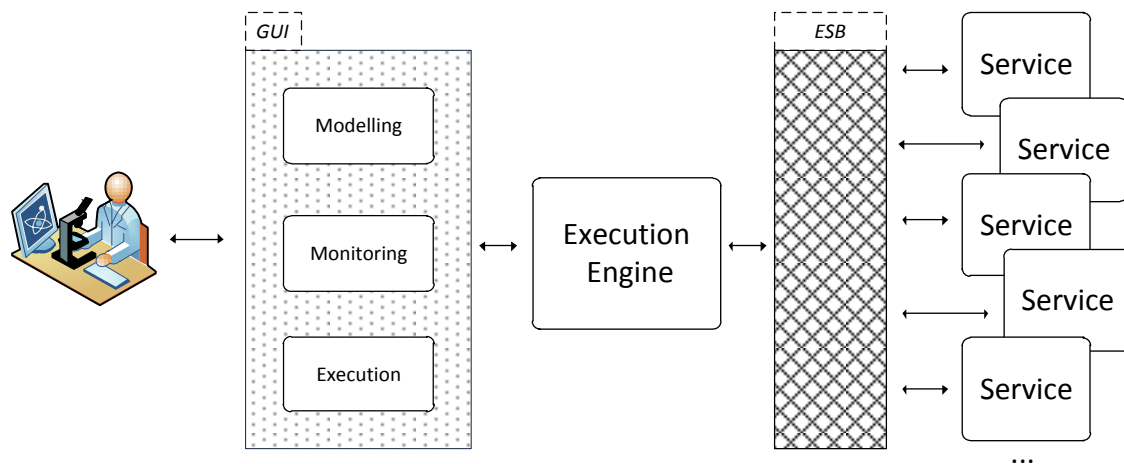 GUI
Modelling
Monitoring
Execution
Execution
Engine
ESB
Service
Service
Service
Service
Service
...